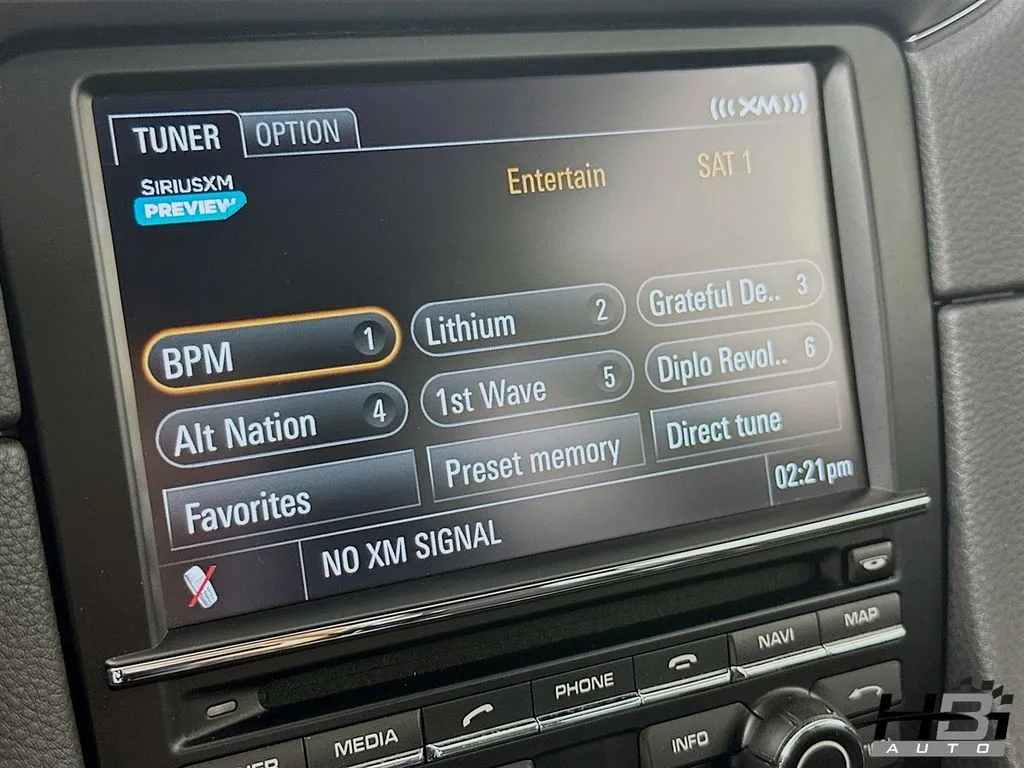 TUNER OPTION
(((XM)))
SIRIUSXM
PREVIEW
Entertain SAT 1
BPM 1
Lithium 2
Grateful De.. 3
Alt Nation 4
1st Wave 5
Diplo Revol.. 6
Favorites
Preset memory
Direct tune
NO XM SIGNAL
02:21pm
NAVI
MAP
PHONE
MEDIA
INFO
HBi
AUTO